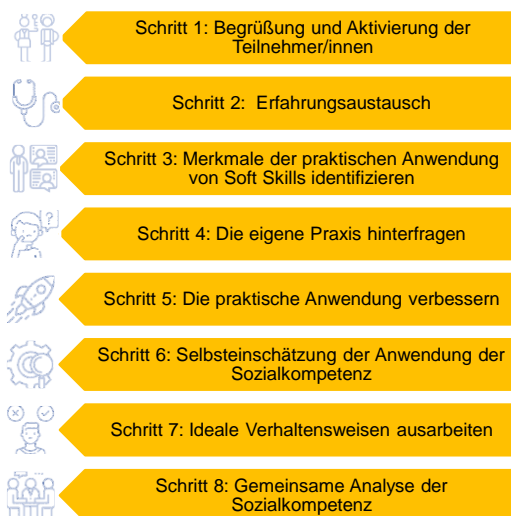 Schritt 1: Begrüßung und Aktivierung der
Teilnehmer/innen
Schritt 2:  Erfahrungsaustausch
Schritt 3: Merkmale der praktischen Anwendung
von Soft Skills identifizieren
Schritt 4: Die eigene Praxis hinterfragen
Schritt 5: Die praktische Anwendung verbessern
Schritt 6: Selbsteinschätzung der Anwendung der
Sozialkompetenz
Schritt 7: Ideale Verhaltensweisen ausarbeiten
Schritt 8: Gemeinsame Analyse der
Sozialkompetenz